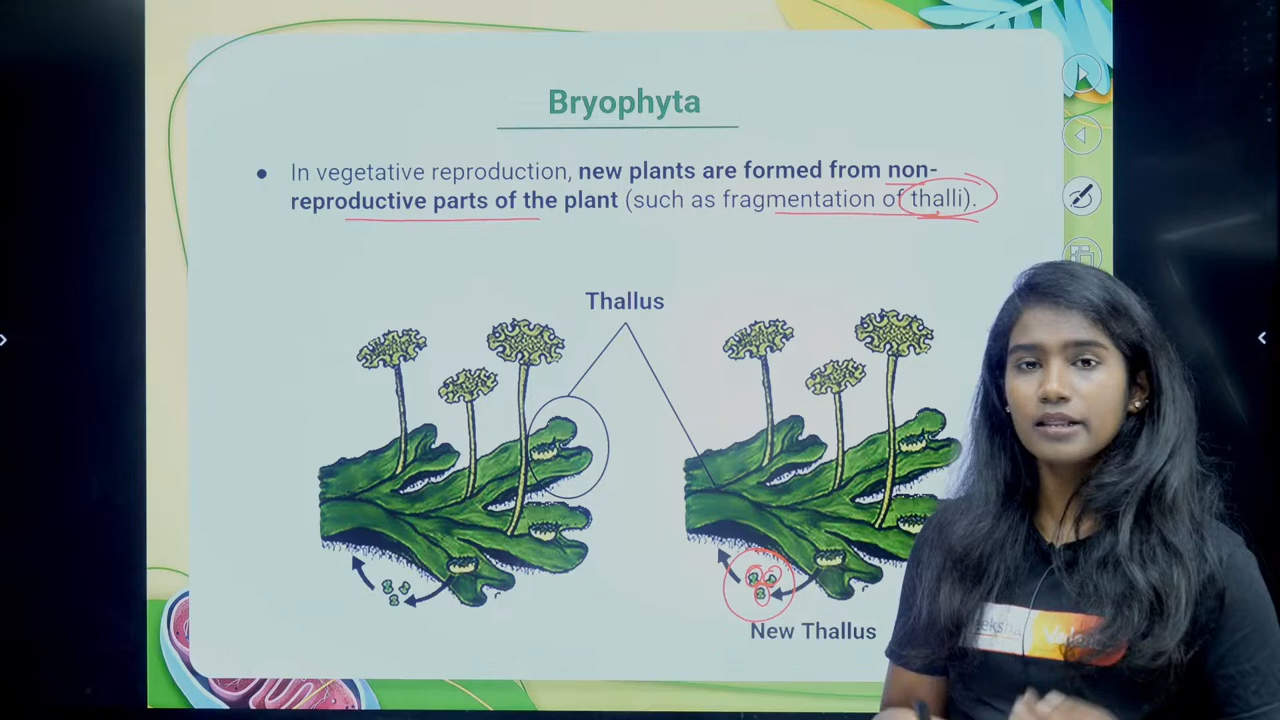 Bryophyta
● In vegetative reproduction, new plants are formed from non-
reproductive parts of the plant (such as fragmentation of thalli).
Thallus
New Thallus